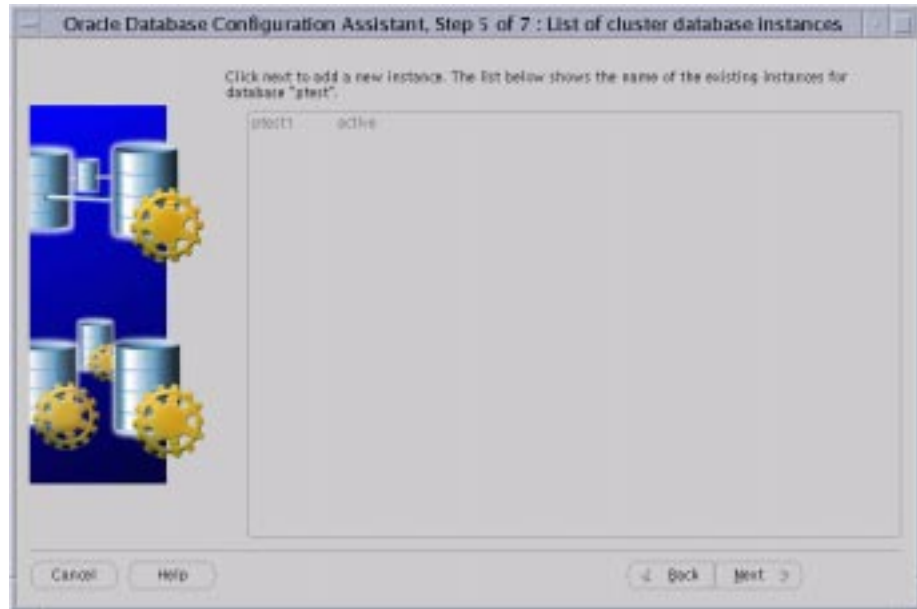 Oracle Database Configuration Assistant, Step 5 of 7 : List of cluster database instances
Click next to add a new instance. The list below shows the name of the existing instances for
database "ptest".
ptest1 active
Cancel Help Back Next